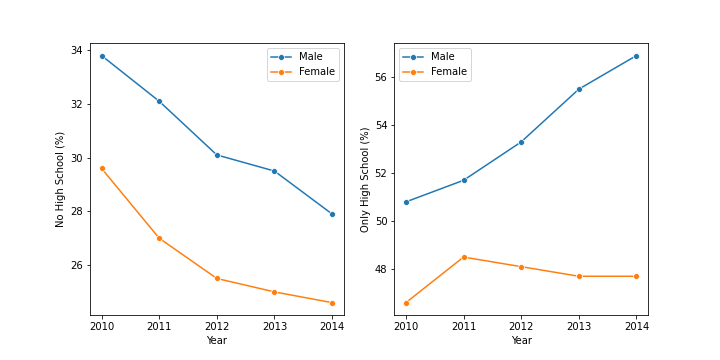 34
32
30
28
26
No High School (%)
2010 2011 2012 2013 2014
Year
Male
Female
56
54
52
50
48
Only High School (%)
2010 2011 2012 2013 2014
Year
Male
Female